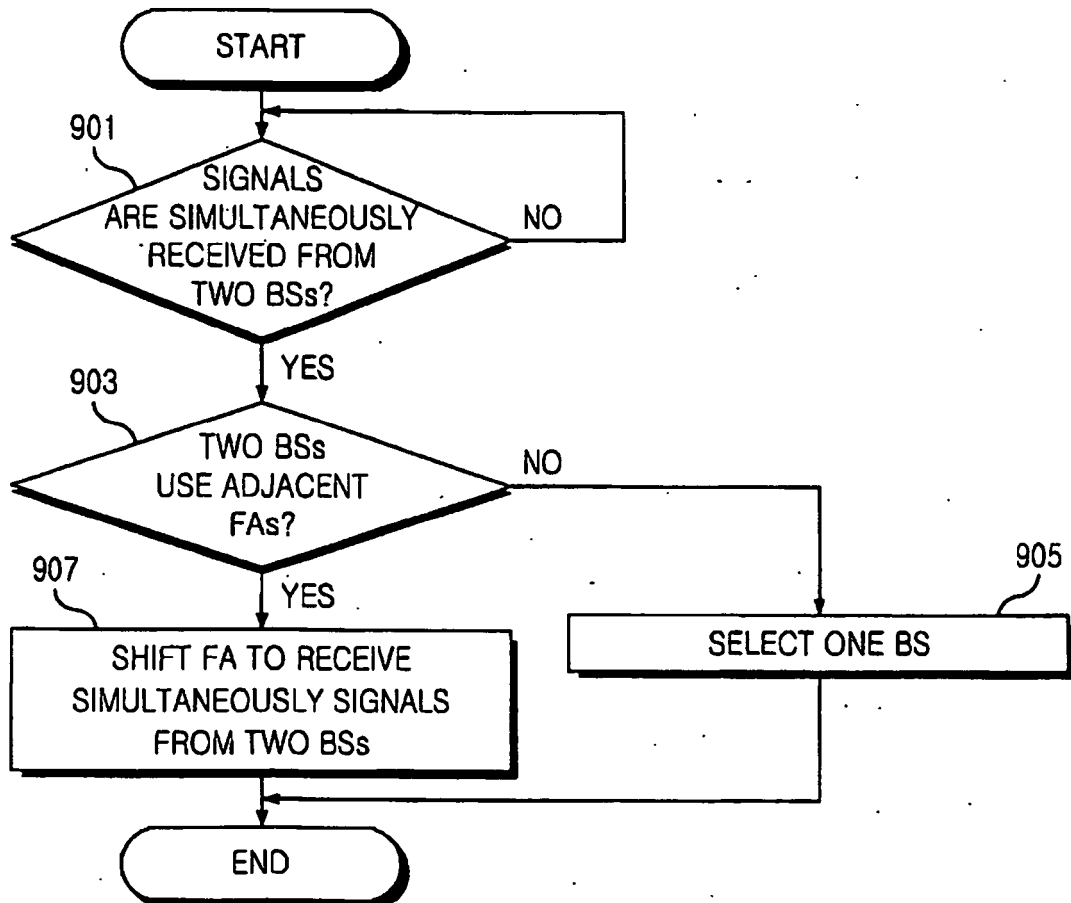 START
901
SIGNALS
ARE SIMULTANEOUSLY
RECEIVED FROM
TWO BSs?
NO
YES
903
TWO BSs
USE ADJACENT
FAs?
NO
YES
907
SHIFT FA TO RECEIVE
SIMULTANEOUSLY SIGNALS
FROM TWO BSs
905
SELECT ONE BS
END